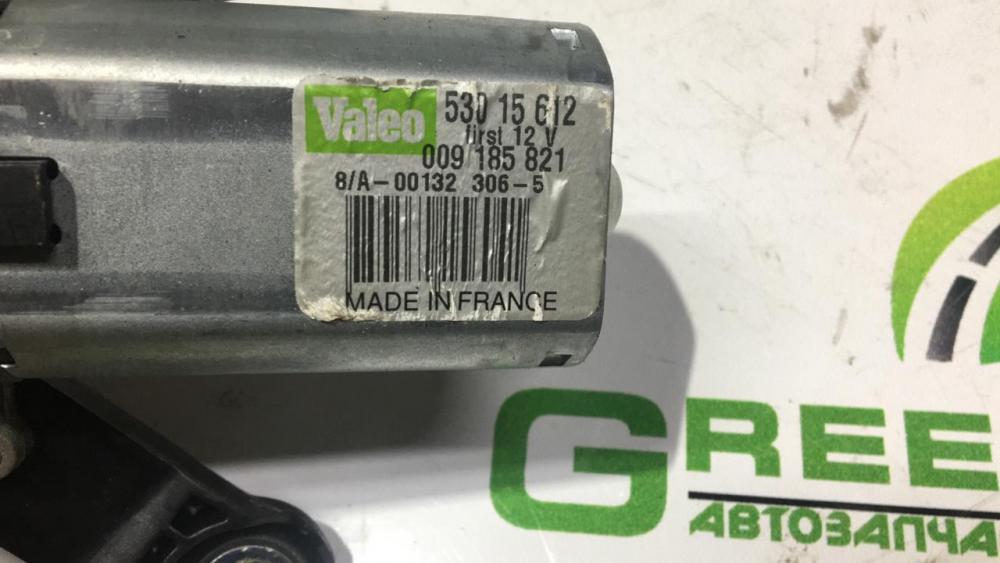 Valeo
530 15 612
first 12 V
009 185 821
8/A-00132 306-5
MADE IN FRANCE
GREE
АВТОЗАПЧА